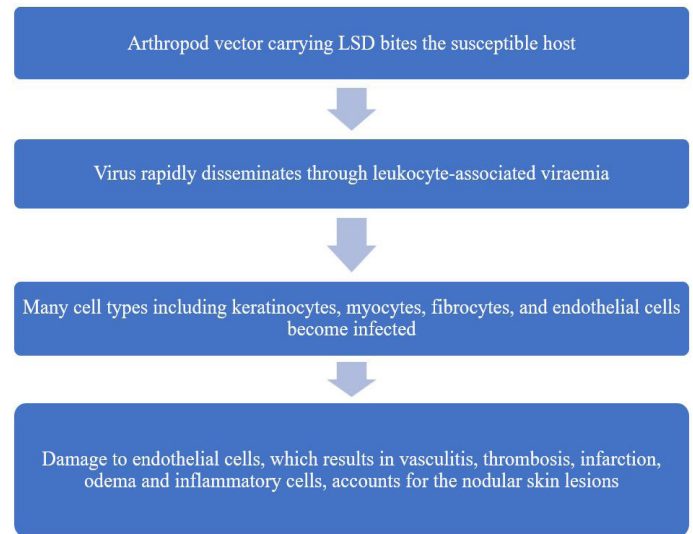 Arthropod vector carrying LSD bites the susceptible host
Virus rapidly disseminates through leukocyte-associated viraemia
Many cell types including keratinocytes, myocytes, fibrocytes, and endothelial cells
become infected
Damage to endothelial cells, which results in vasculitis, thrombosis, infarction,
odema and inflammatory cells, accounts for the nodular skin lesions